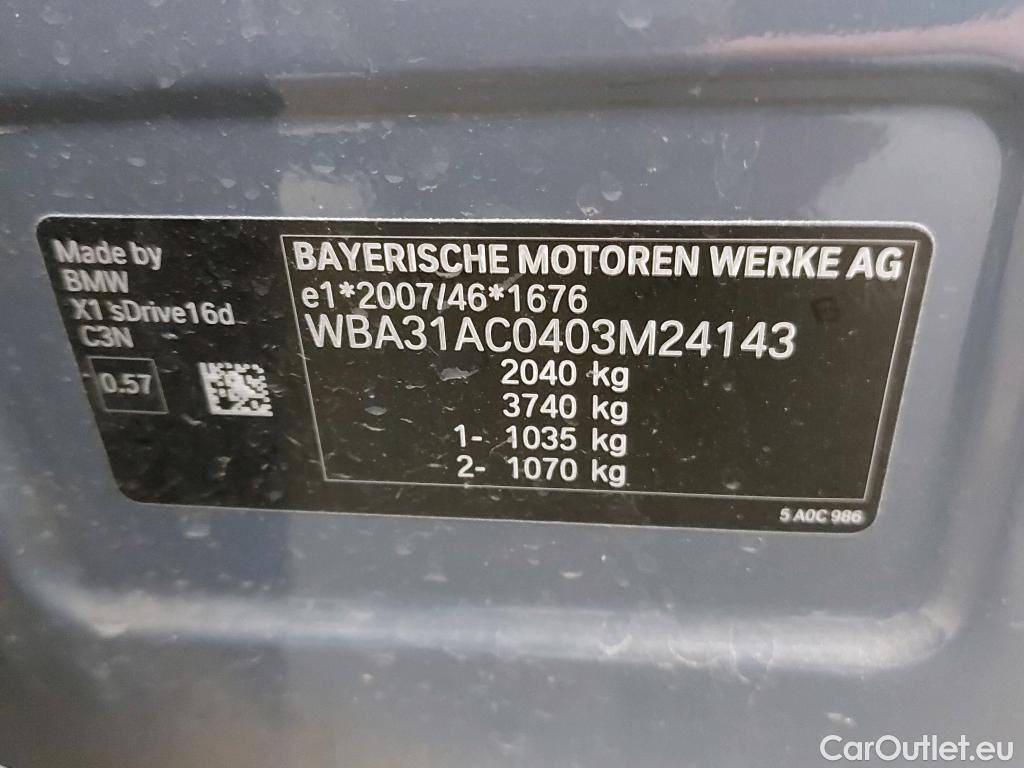 Made by
BMW
X1 sDrive16d
C3N
0.57
BAYERISCHE MOTOREN WERKE AG
e1*2007/46*1676
WBA31AC0403M24143
2040 kg
3740 kg
1- 1035 kg
2- 1070 kg
5 A0C 986
CarOutlet.eu